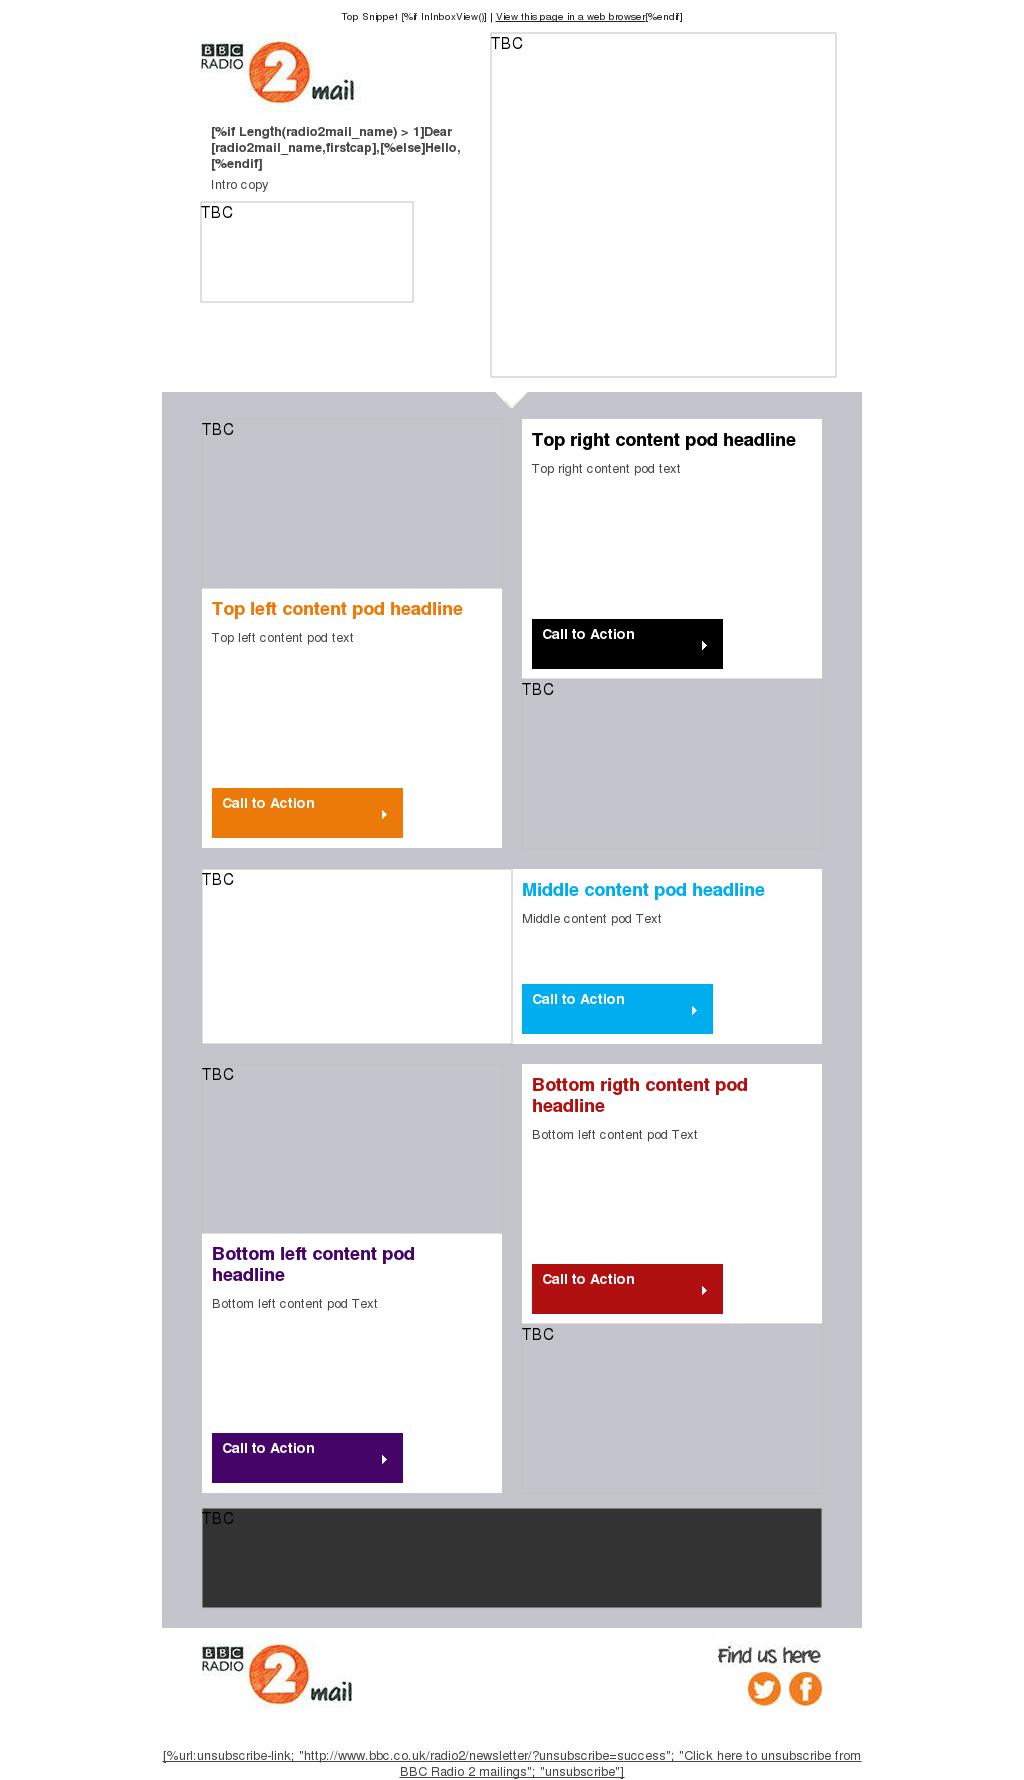 Top Snippet [%if InInboxView()] | View this page in a web browser[%endif]
BBC
RADIO
2
mail
TBC
[%if Length(radio2mail_name) > 1]Dear
[radio2mail_name,firstcap],[%else]Hello,
[%endif]
Intro copy
TBC
TBC
Top left content pod headline
Top left content pod text
Call to Action
Top right content pod headline
Top right content pod text
Call to Action
TBC
TBC
Middle content pod headline
Middle content pod Text
Call to Action
TBC
Bottom left content pod
headline
Bottom left content pod Text
Call to Action
Bottom rigth content pod
headline
Bottom left content pod Text
Call to Action
TBC
TBC
BBC
RADIO
2
mail
Find us here
[%url:unsubscribe-link; "http://www.bbc.co.uk/radio2/newsletter/?unsubscribe=success"; "Click here to unsubscribe from
BBC Radio 2 mailings"; "unsubscribe"]